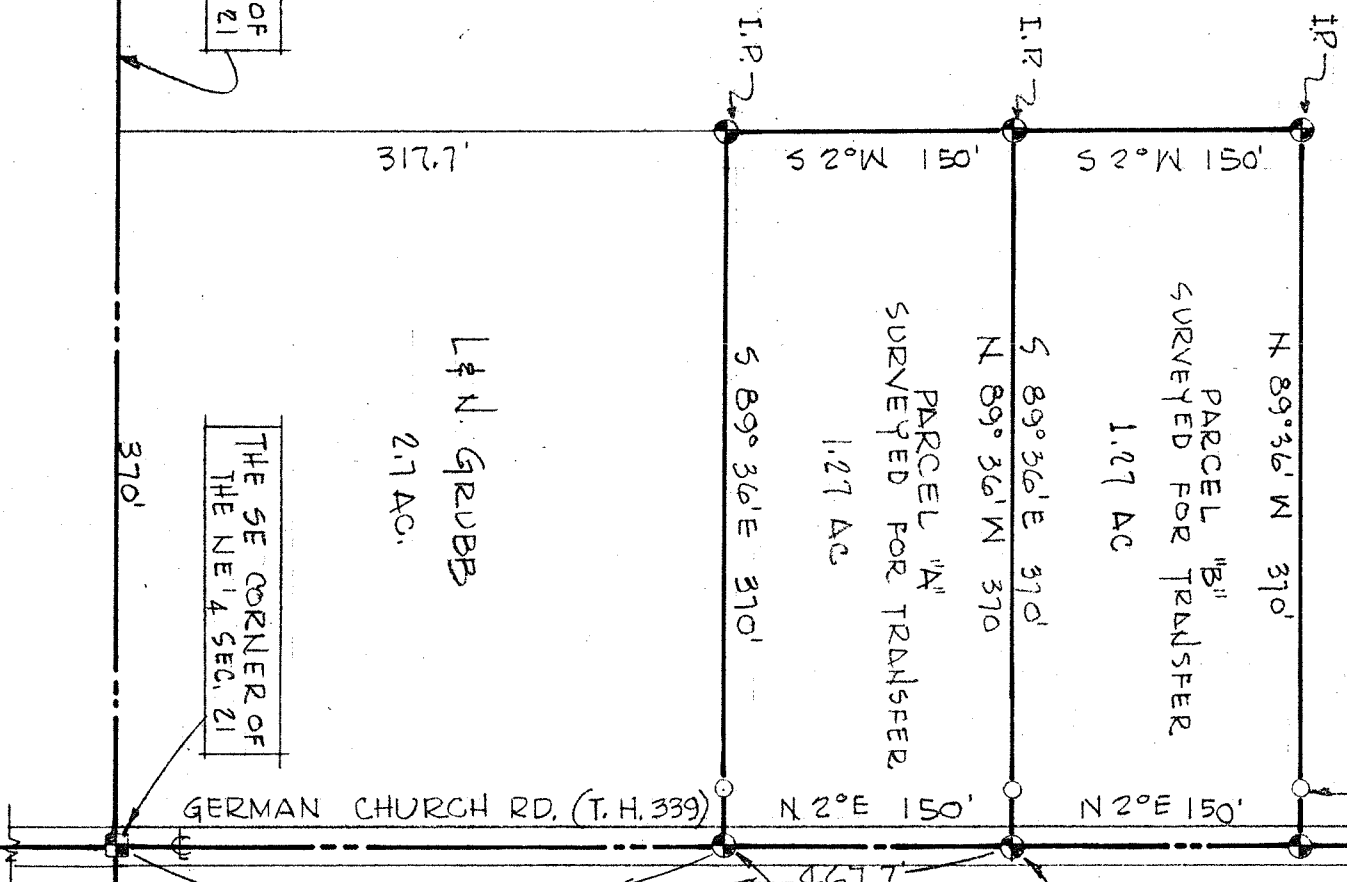 OF
21
I.P.
I.P.
I.P.
317.7'
S 2°W 150'
S 2°W 150'
L & N. GRUBB
2.7 AC.
S 89° 36' E 370'
PARCEL "A"
SURVEYED FOR TRANSFER
1.27 AC
S 89° 36' E 370'
N 89° 36' W 370
PARCEL "B"
SURVEYED FOR TRANSFER
1.27 AC
N 89° 36' W 370'
370'
THE SE CORNER OF
THE NE 1/4 SEC. 21
GERMAN CHURCH RD. (T. H. 339)
N 2°E 150'
N 2°E 150'
467.7'